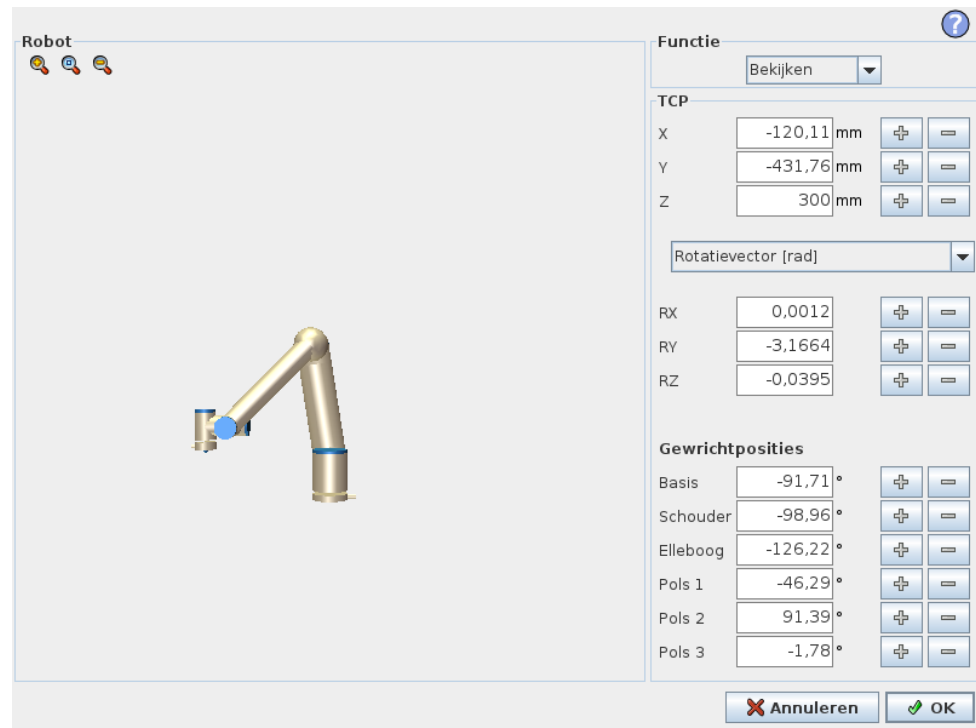 ?
Robot
Functie
Bekijken
TCP
X -120,11 mm
Y -431,76 mm
Z 300 mm
Rotatievector [rad]
RX 0,0012
RY -3,1664
RZ -0,0395
Gewrichtposities
Basis -91,71 °
Schouder -98,96 °
Elleboog -126,22 °
Pols 1 -46,29 °
Pols 2 91,39 °
Pols 3 -1,78 °
Annuleren OK